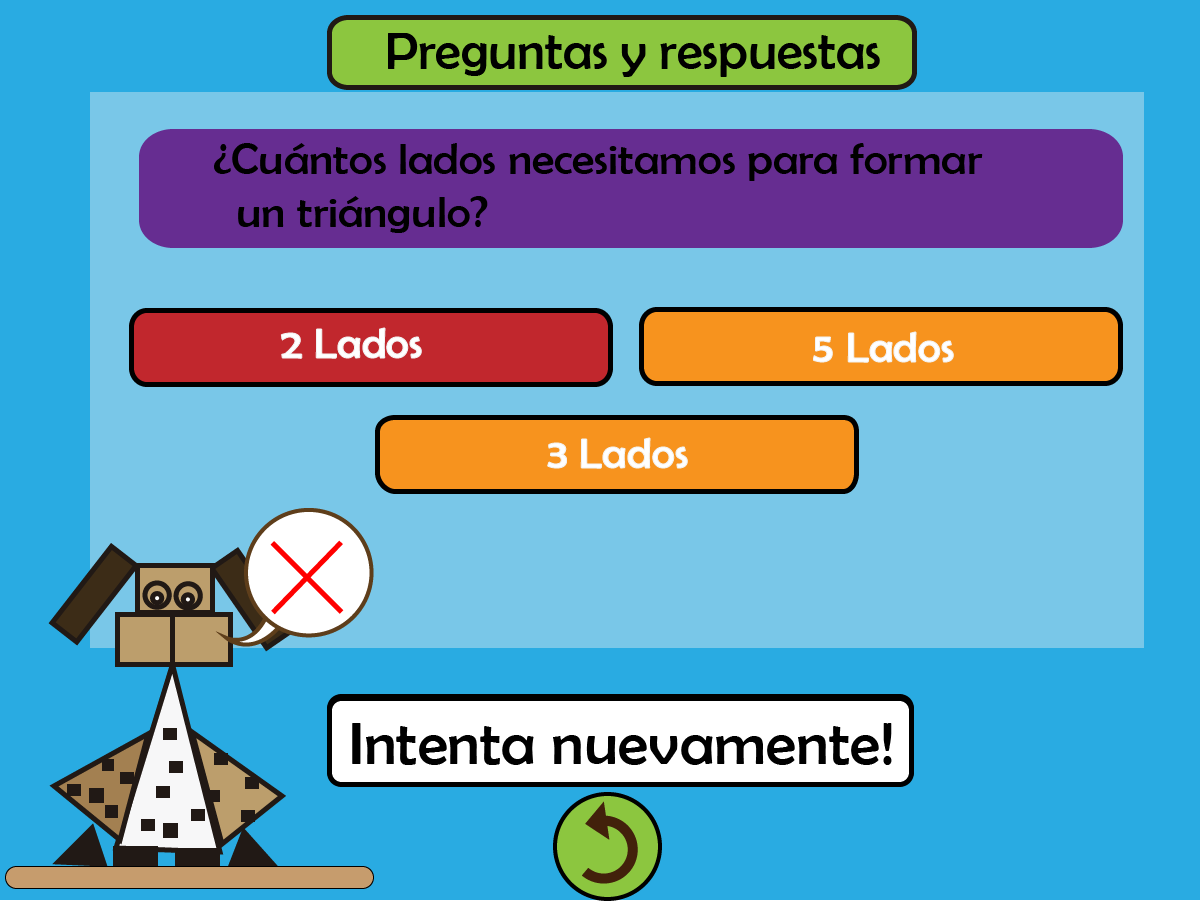 Preguntas y respuestas
¿Cuántos lados necesitamos para formar
un triángulo?
2 Lados
5 Lados
3 Lados
Intenta nuevamente!